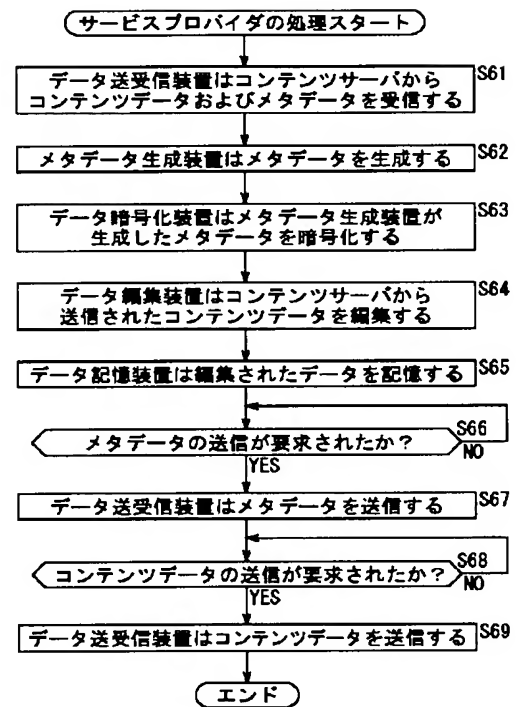 サービスプロバイダの処理スタート
S61
データ送受信装置はコンテンツサーバから
コンテンツデータおよびメタデータを受信する
S62
メタデータ生成装置はメタデータを生成する
S63
データ暗号化装置はメタデータ生成装置が
生成したメタデータを暗号化する
S64
データ編集装置はコンテンツサーバから
送信されたコンテンツデータを編集する
S65
データ記憶装置は編集されたデータを記憶する
S66
メタデータの送信が要求されたか?
NO
YES
S67
データ送受信装置はメタデータを送信する
S68
コンテンツデータの送信が要求されたか?
NO
YES
S69
データ送受信装置はコンテンツデータを送信する
エンド